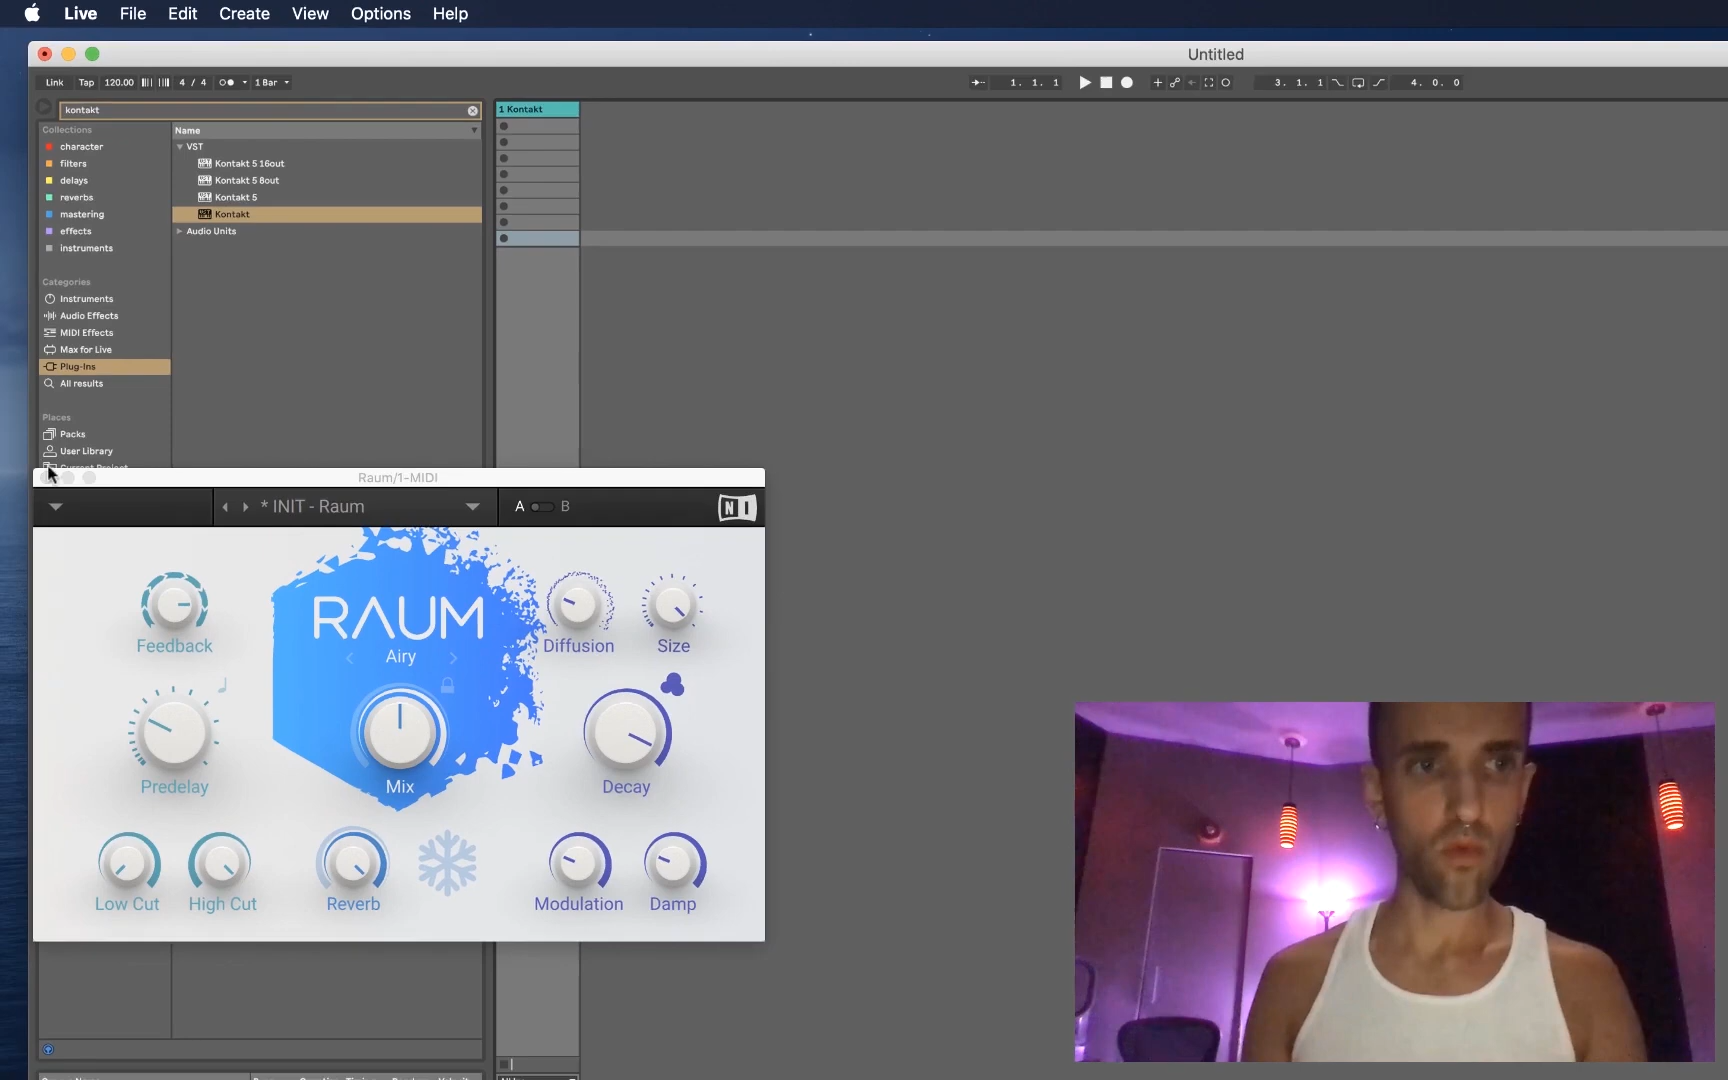 Live File Edit Create View Options Help
Untitled
Link Tap 120.00 4 / 4 1 Bar 1. 1. 1 3. 1. 1 4. 0. 0
kontakt
1 Kontakt
Collections
Name
character
VST
filters
Kontakt 5 16out
delays
Kontakt 5 8out
reverbs
Kontakt 5
mastering
Kontakt
effects
Audio Units
instruments
Categories
Instruments
Audio Effects
MIDI Effects
Max for Live
Plug-Ins
All results
Places
Packs
User Library
Current Project
Raum/1-MIDI
* INIT - Raum
A B
NI
RAUM
Airy
Feedback
Diffusion
Size
Predelay
Mix
Decay
Low Cut
High Cut
Reverb
Modulation
Damp